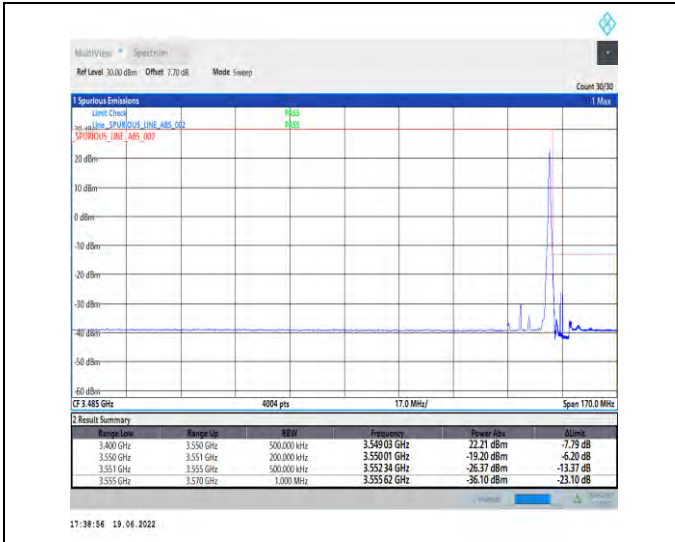 MultiView Spectrum
Ref Level 30.00 dBm Offset 7.70 dB Mode Sweep
Count 30/30
1 Spurious Emissions 1 Max
Limit Check PASS
Line _SPURIOUS_LINE_ABS_002 PASS
_SPURIOUS_LINE_ABS_002
20 dBm
10 dBm
0 dBm
-10 dBm
-20 dBm
-30 dBm
-40 dBm
-50 dBm
-60 dBm
CF 3.485 GHz 4004 pts 17.0 MHz/ Span 170.0 MHz
2 Result Summary
Range Low Range Up RBW Frequency Power Abs ΔLimit
3.400 GHz 3.550 GHz 500.000 kHz 3.54903 GHz 22.21 dBm -7.79 dB
3.550 GHz 3.551 GHz 200.000 kHz 3.55001 GHz -19.20 dBm -6.20 dB
3.551 GHz 3.555 GHz 500.000 kHz 3.55234 GHz -26.37 dBm -13.37 dB
3.555 GHz 3.570 GHz 1.000 MHz 3.55562 GHz -36.10 dBm -23.10 dB
17:38:56 19.06.2022